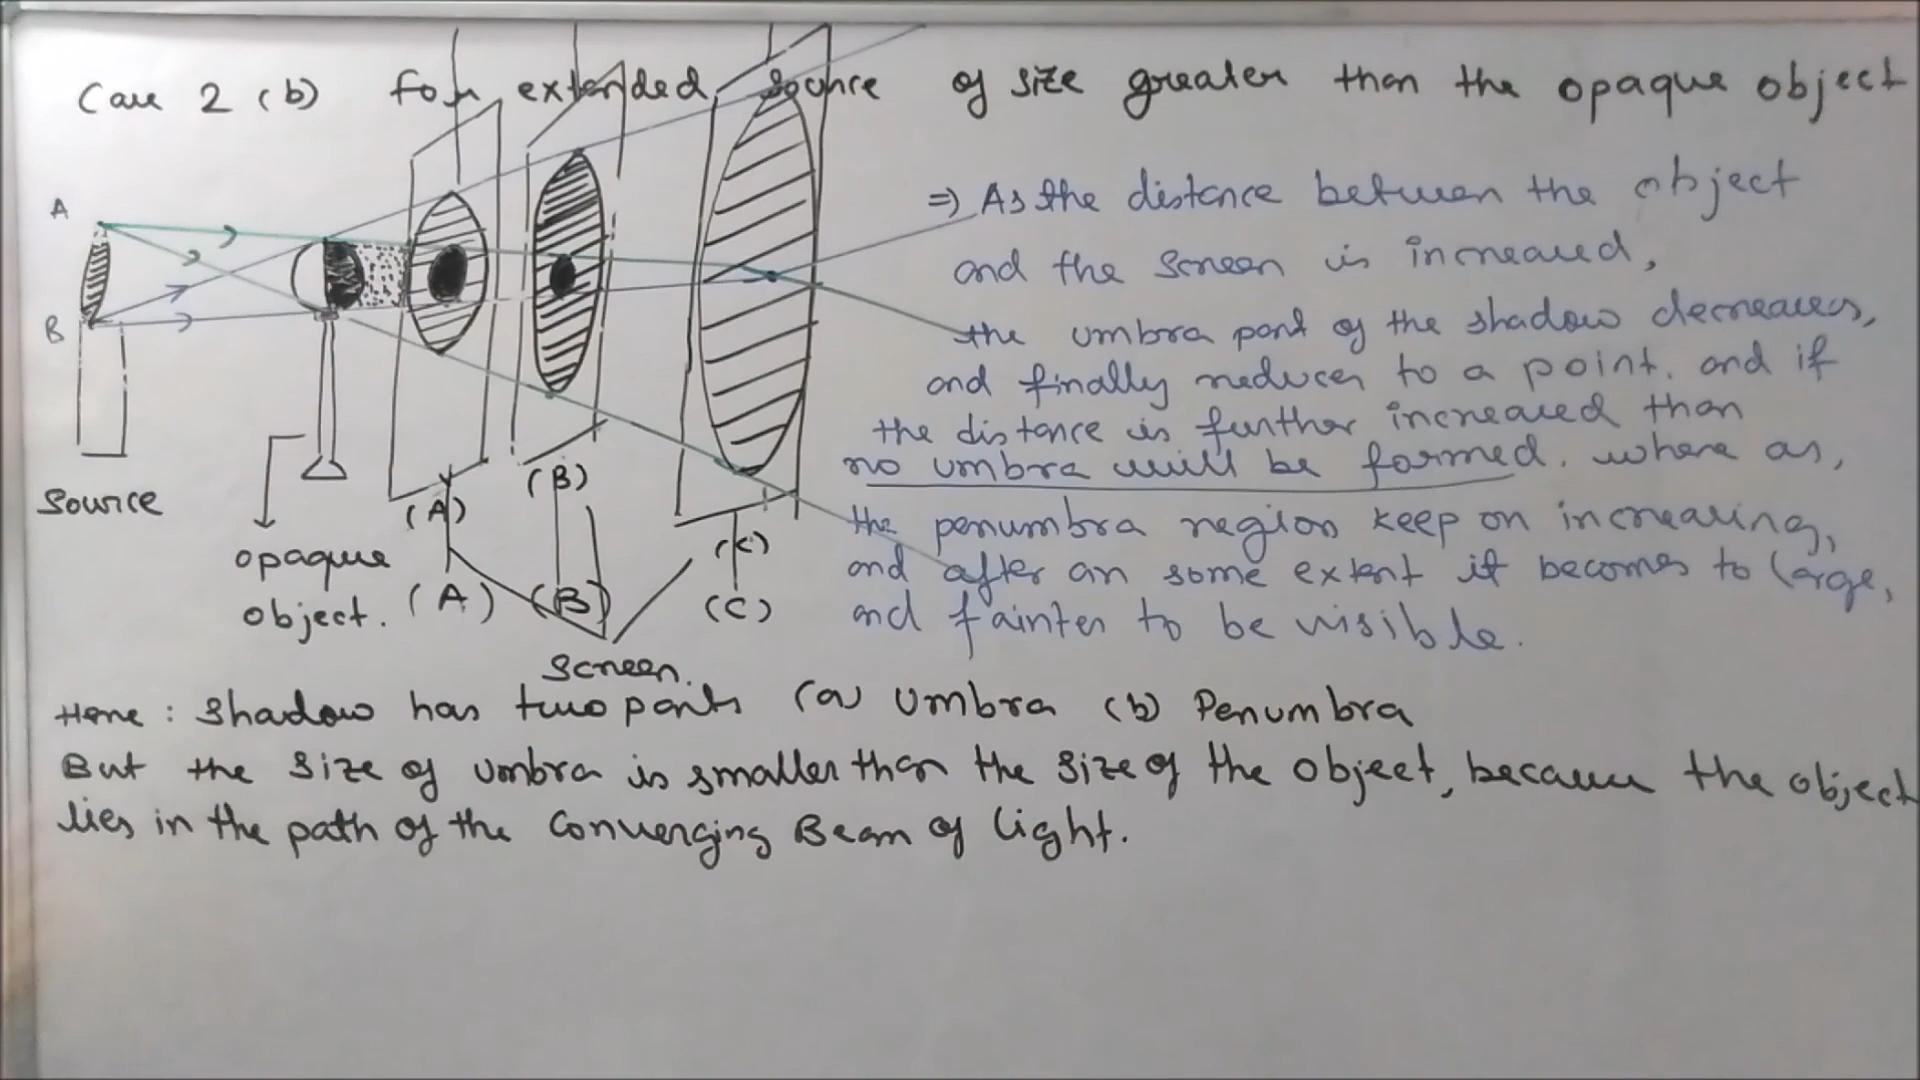 Case 2 (b) for extended source of size greater than the opaque object
A
B
Source
opaque
object.
(A)
(B)
(C)
(A)
(B)
(C)
Screen.
⇒ As the distance between the object
and the screen is increased,
the umbra part of the shadow decreases,
and finally reduces to a point. and if
the distance is further increased than
no umbra will be formed. where as,
the penumbra region keep on increasing,
and after an some extent it becomes to large,
and fainter to be visible.
Here : Shadow has two parts (a) Umbra (b) Penumbra
But the size of umbra is smaller than the size of the object, because the object
lies in the path of the Converging Beam of light.